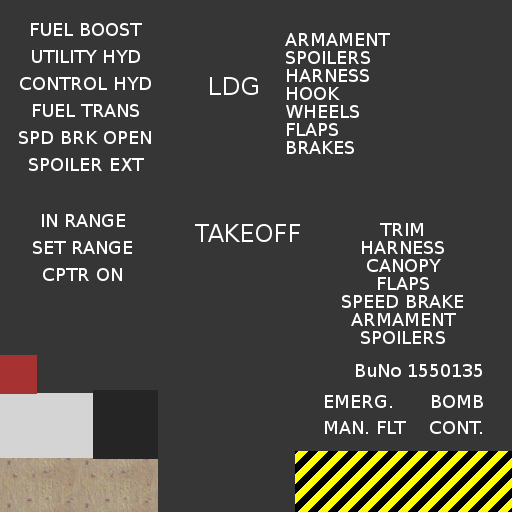 FUEL BOOST
UTILITY HYD
CONTROL HYD
FUEL TRANS
SPD BRK OPEN
SPOILER EXT
IN RANGE
SET RANGE
CPTR ON
LDG
ARMAMENT
SPOILERS
HARNESS
HOOK
WHEELS
FLAPS
BRAKES
TAKEOFF
TRIM
HARNESS
CANOPY
FLAPS
SPEED BRAKE
ARMAMENT
SPOILERS
BuNo 1550135
EMERG. BOMB
MAN. FLT CONT.